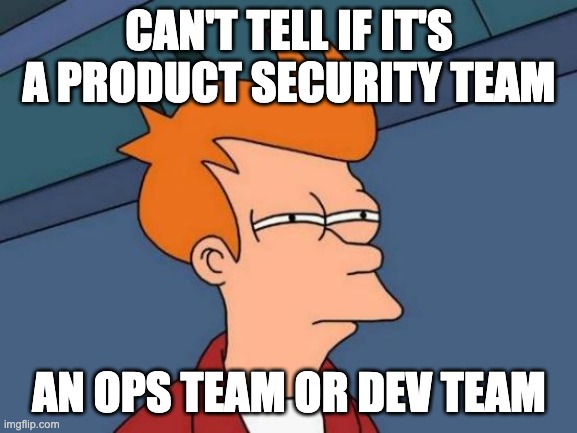 CAN'T TELL IF IT'S
A PRODUCT SECURITY TEAM
AN OPS TEAM OR DEV TEAM
imgflip.com